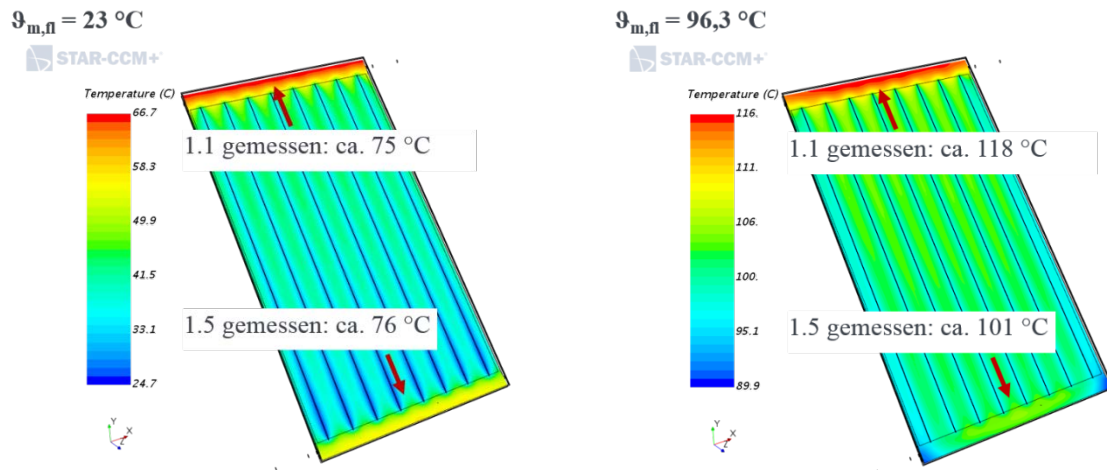 ϑm,fl = 23 °C
STAR-CCM+
Temperature (C)
66.7
58.3
49.9
41.5
33.1
24.7
1.1 gemessen: ca. 75 °C
1.5 gemessen: ca. 76 °C
Y
X
Z
ϑm,fl = 96,3 °C
STAR-CCM+
Temperature (C)
116.
111.
106.
100.
95.1
89.9
1.1 gemessen: ca. 118 °C
1.5 gemessen: ca. 101 °C
Y
X
Z